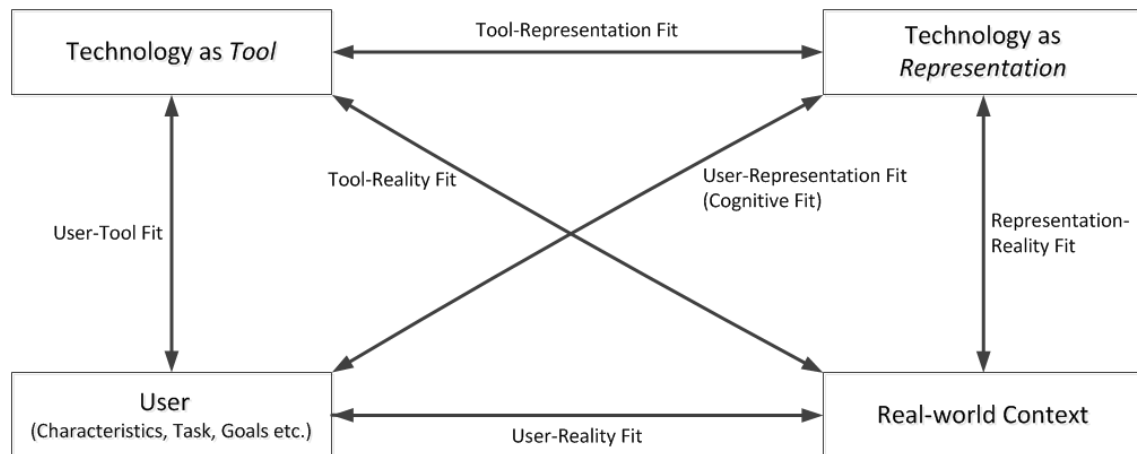 Technology as Tool
Tool-Representation Fit
Technology as
Representation
Tool-Reality Fit
User-Representation Fit
(Cognitive Fit)
User-Tool Fit
Representation-
Reality Fit
User
(Characteristics, Task, Goals etc.)
User-Reality Fit
Real-world Context